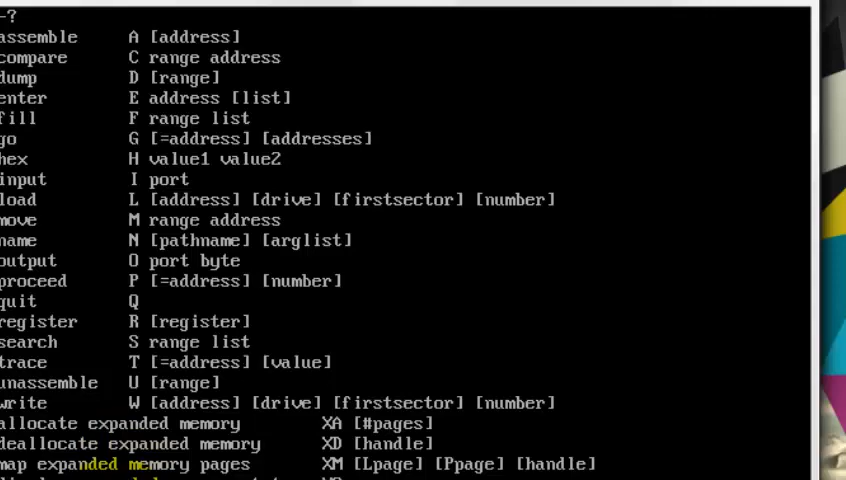 -?
assemble A [address]
compare C range address
dump D [range]
enter E address [list]
fill F range list
go G [=address] [addresses]
hex H value1 value2
input I port
load L [address] [drive] [firstsector] [number]
move M range address
name N [pathname] [arglist]
output O port byte
proceed P [=address] [number]
quit Q
register R [register]
search S range list
trace T [=address] [value]
unassemble U [range]
write W [address] [drive] [firstsector] [number]
allocate expanded memory XA [#pages]
deallocate expanded memory XD [handle]
map expanded memory pages XM [Lpage] [Ppage] [handle]